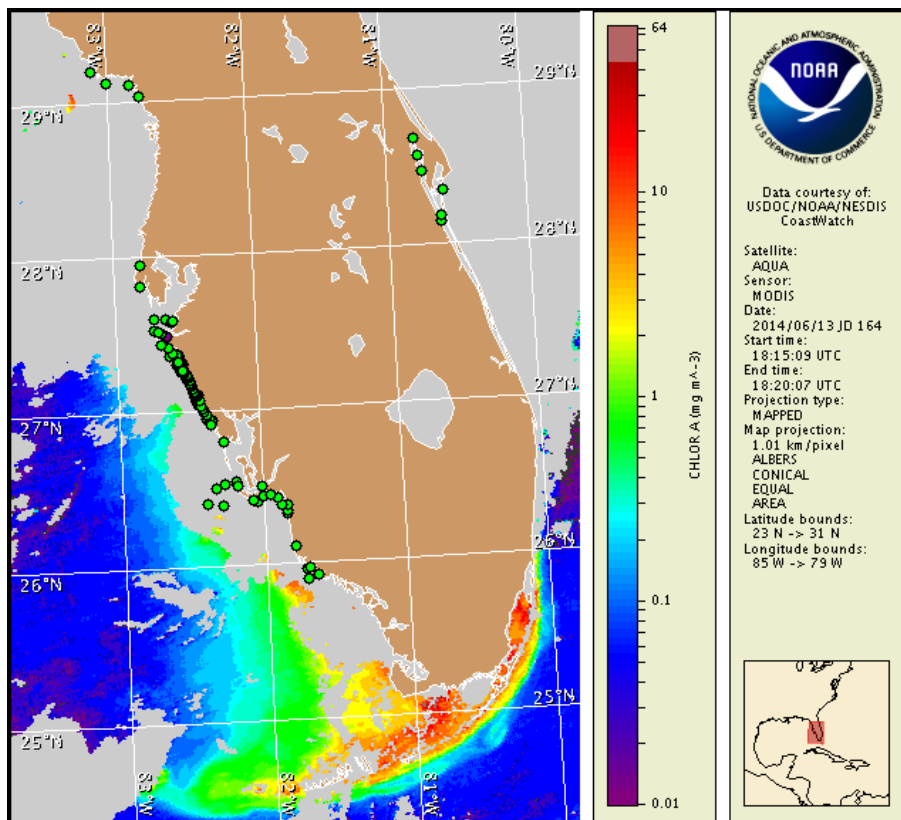 83°W
82°W
81°W
80°W
29°N
29°N
28°N
28°N
27°N
27°N
26°N
26°N
25°N
25°N
83°W
82°W
81°W
64
10
1
0.1
0.01
CHLOR A (mg m^-3)
NATIONAL OCEANIC AND ATMOSPHERIC ADMINISTRATION
NOAA
U.S. DEPARTMENT OF COMMERCE
Data courtesy of:
USDOC/NOAA/NESDIS
CoastWatch
Satellite:
AQUA
Sensor:
MODIS
Date:
2014/06/13 JD 164
Start time:
18:15:09 UTC
End time:
18:20:07 UTC
Projection type:
MAPPED
Map projection:
1.01 km/pixel
ALBERS
CONICAL
EQUAL
AREA
Latitude bounds:
23 N -> 31 N
Longitude bounds:
85 W -> 79 W